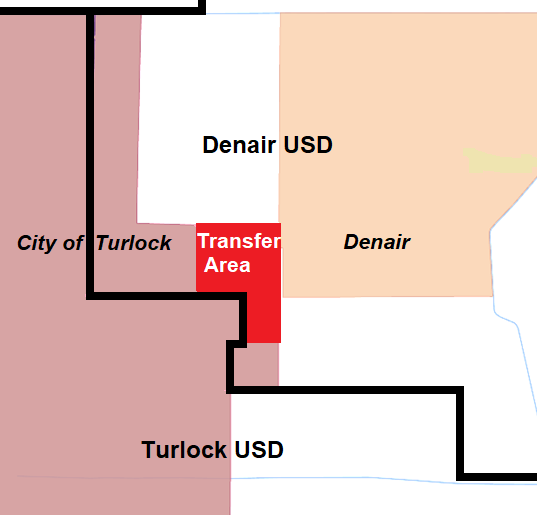 Denair USD
City of Turlock
Transfer
Area
Denair
Turlock USD